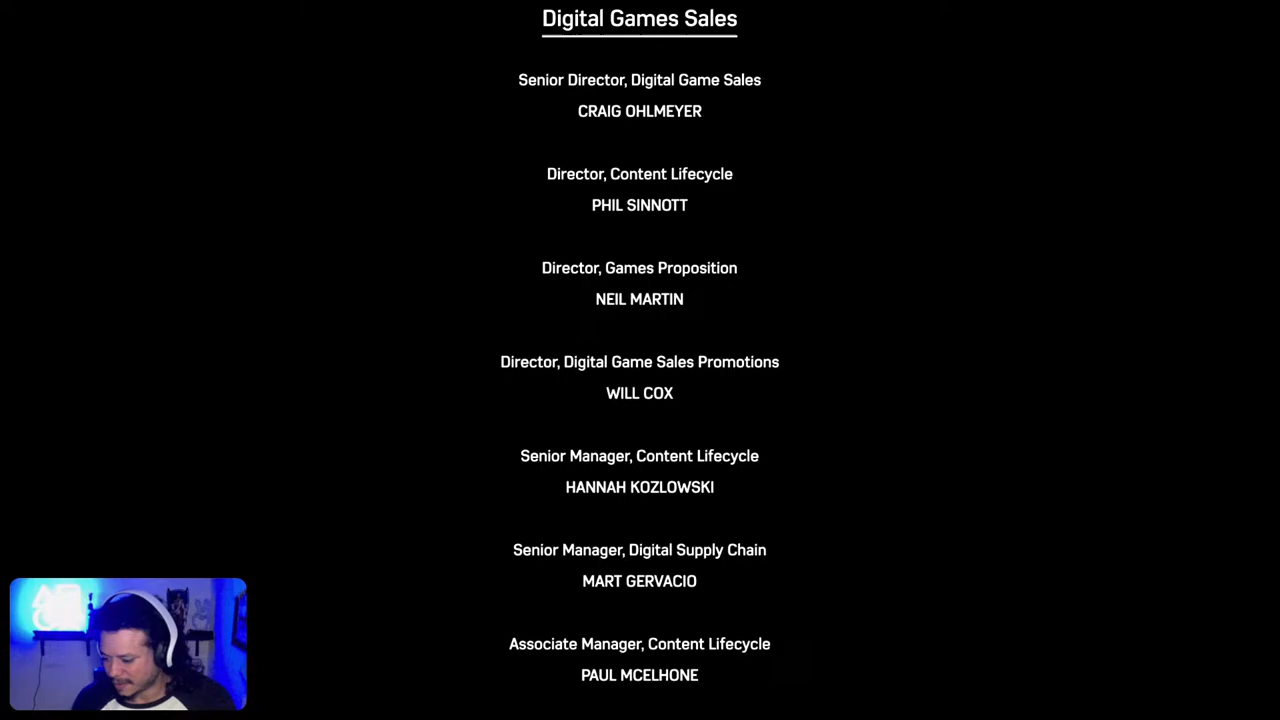 Digital Games Sales
Senior Director, Digital Game Sales
CRAIG OHLMEYER
Director, Content Lifecycle
PHIL SINNOTT
Director, Games Proposition
NEIL MARTIN
Director, Digital Game Sales Promotions
WILL COX
Senior Manager, Content Lifecycle
HANNAH KOZLOWSKI
Senior Manager, Digital Supply Chain
MART GERVACIO
Associate Manager, Content Lifecycle
PAUL MCELHONE